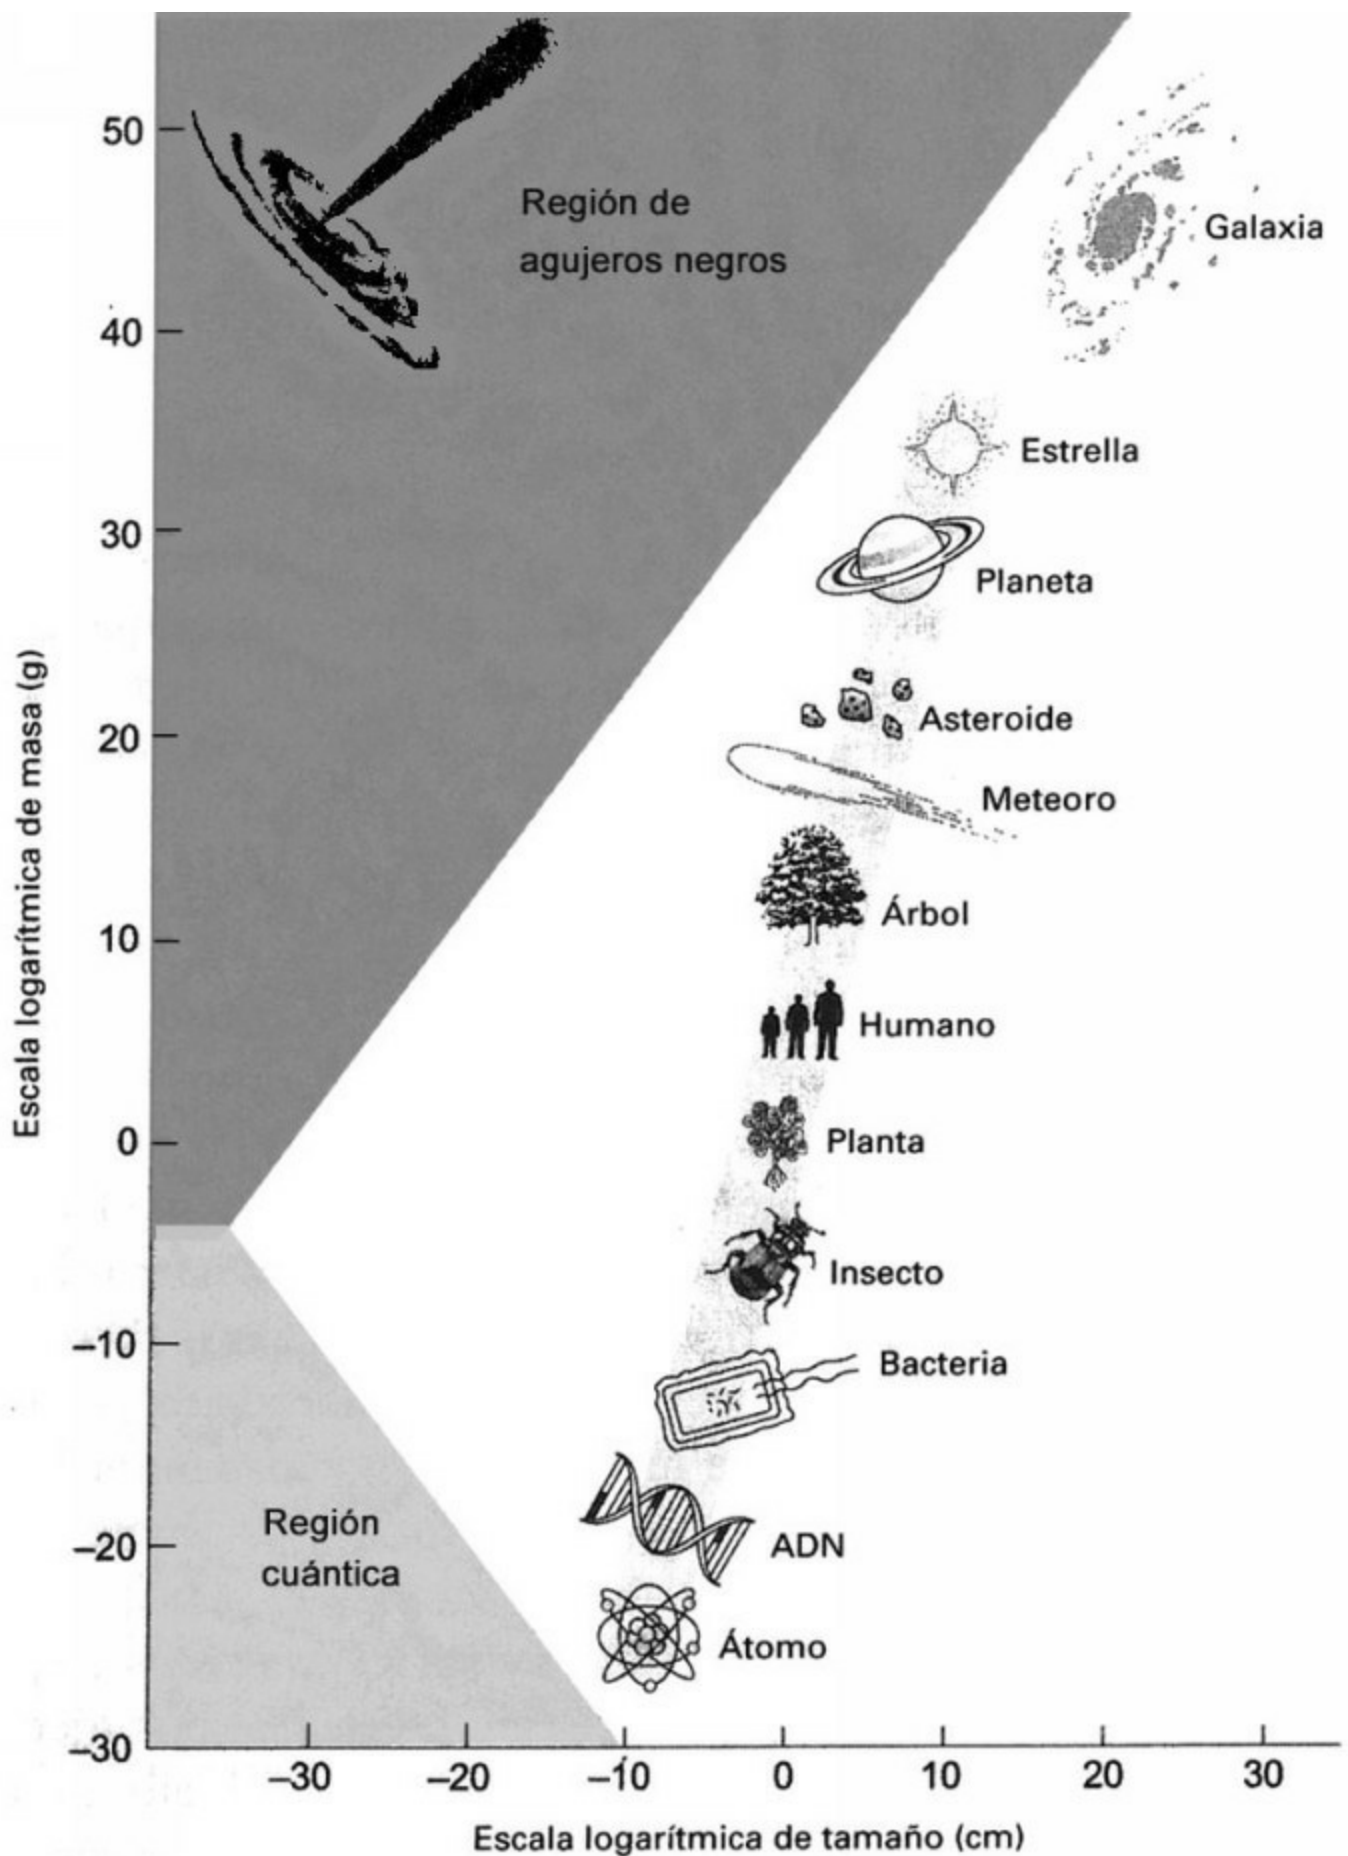 50
Región de
agujeros negros
Galaxia
40
Estrella
30
Planeta
Escala logarítmica de masa (g)
20
Asteroide
Meteoro
10
Árbol
Humano
0
Planta
Insecto
–10
Bacteria
Región
cuántica
–20
ADN
Átomo
–30
–30 –20 –10 0 10 20 30
Escala logarítmica de tamaño (cm)